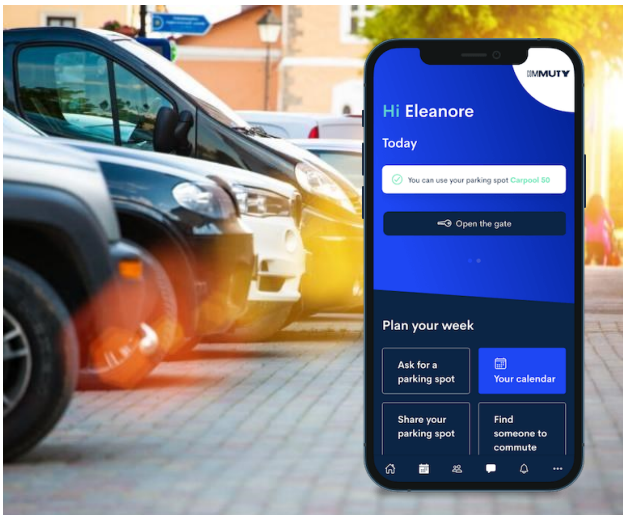 COMMUTY
Hi Eleanore
Today
You can use your parking spot Carpool 50
Open the gate
Plan your week
Ask for a
parking spot
Your calendar
Share your
parking spot
Find
someone to
commute